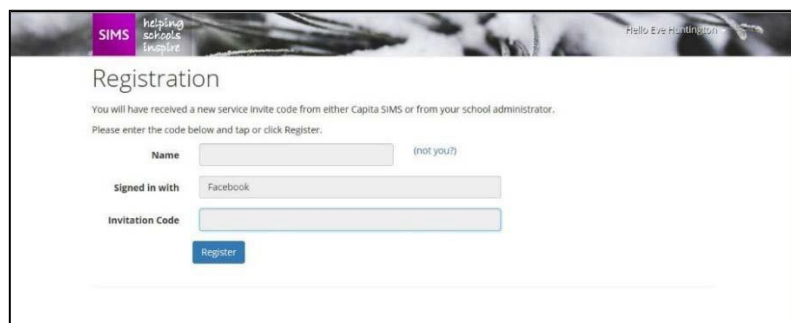 SIMS
helping
schools
Inspire
Hello Eve Huntington
Registration
You will have received a new service invite code from either Capita SIMS or from your school administrator.
Please enter the code below and tap or click Register.
Name (not you?)
Signed in with Facebook
Invitation Code
Register